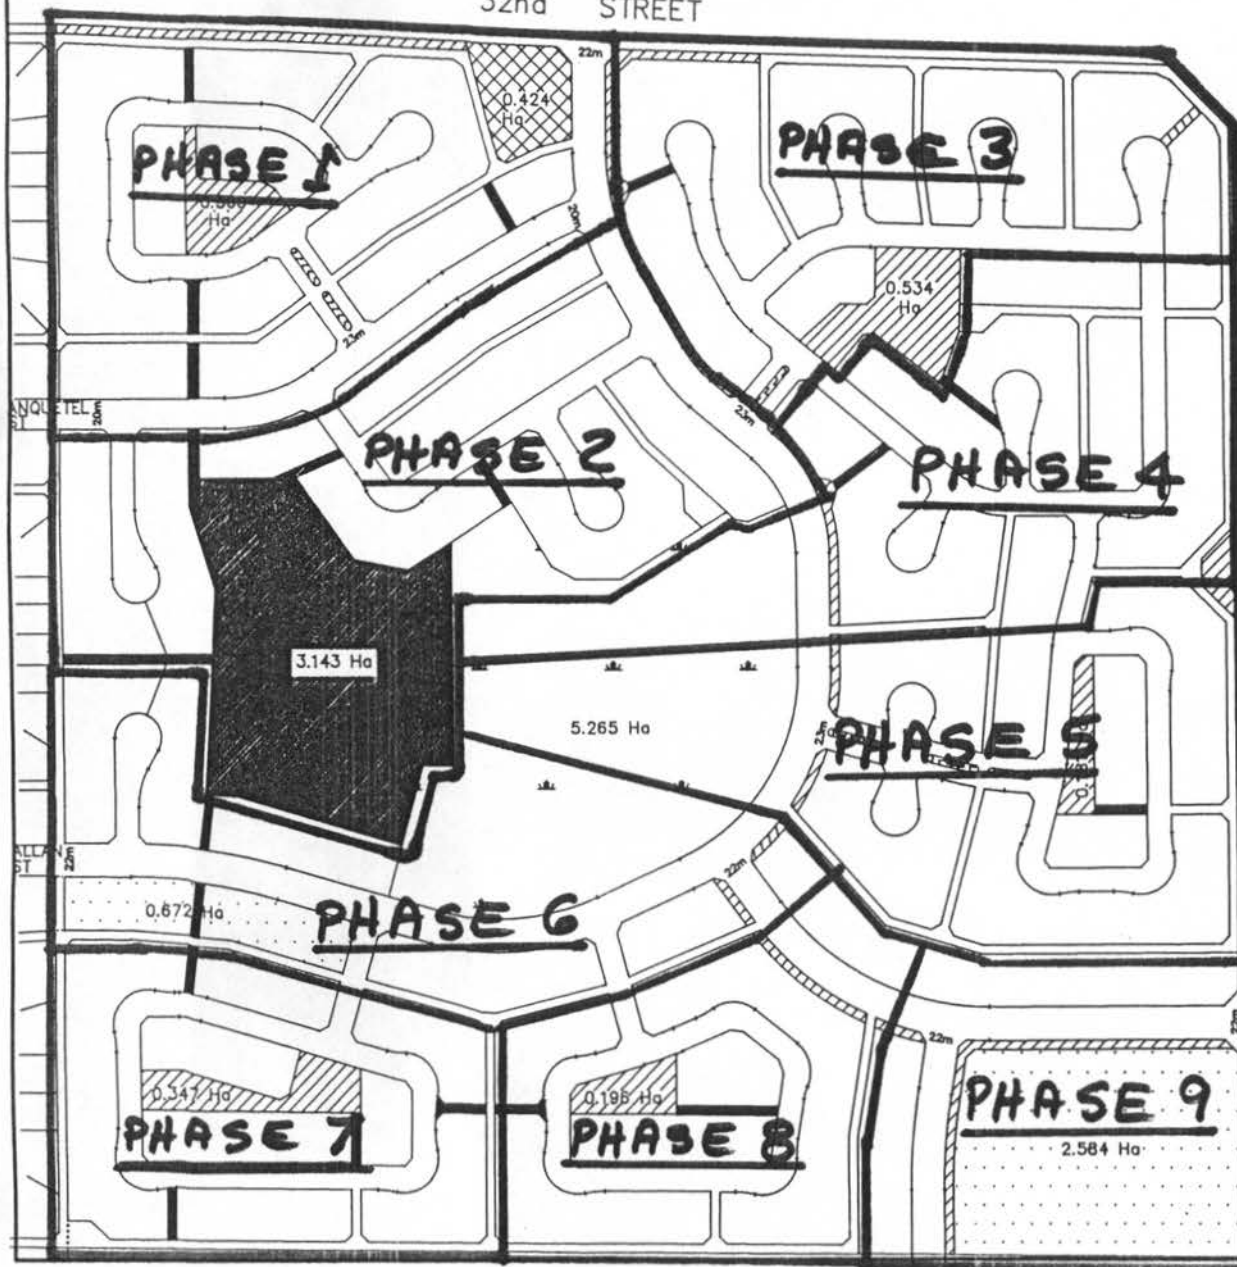 32nd STREET
22m
0.424
Ha
PHASE 1
Ha
PHASE 3
20m
0.534
Ha
23m
ANQUETEL
ST
20m
23m
PHASE 2
PHASE 4
3.143 Ha
5.265 Ha
23m
PHASE 5
ALLAN
ST
22m
22m
0.672 Ha
PHASE 6
22m
22m
0.347 Ha
0.196 Ha
PHASE 7
PHASE 8
PHASE 9
2.584 Ha